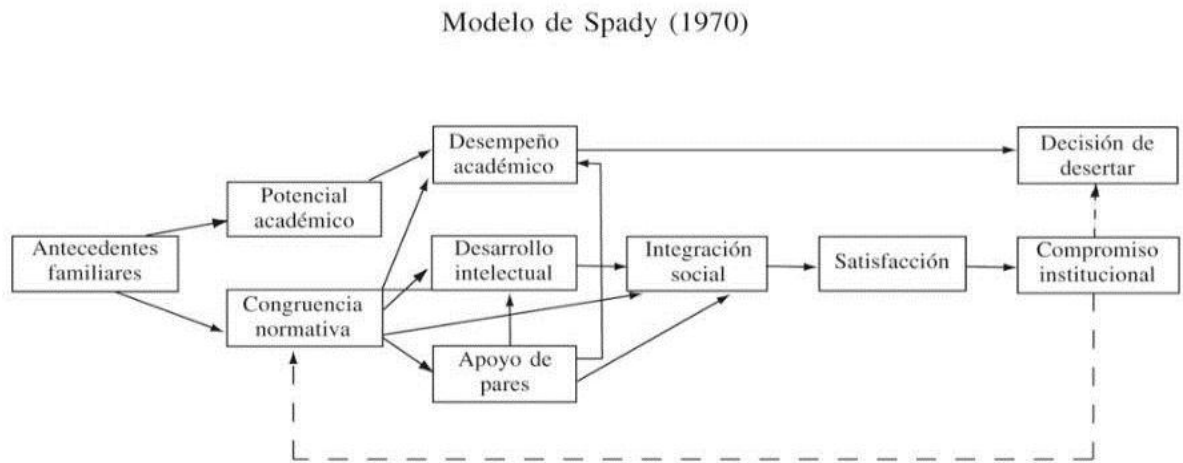 Modelo de Spady (1970)
Desempeño
académico
Decisión de
desertar
Potencial
académico
Antecedentes
familiares
Desarrollo
intelectual
Integración
social
Satisfacción
Compromiso
institucional
Congruencia
normativa
Apoyo de
pares